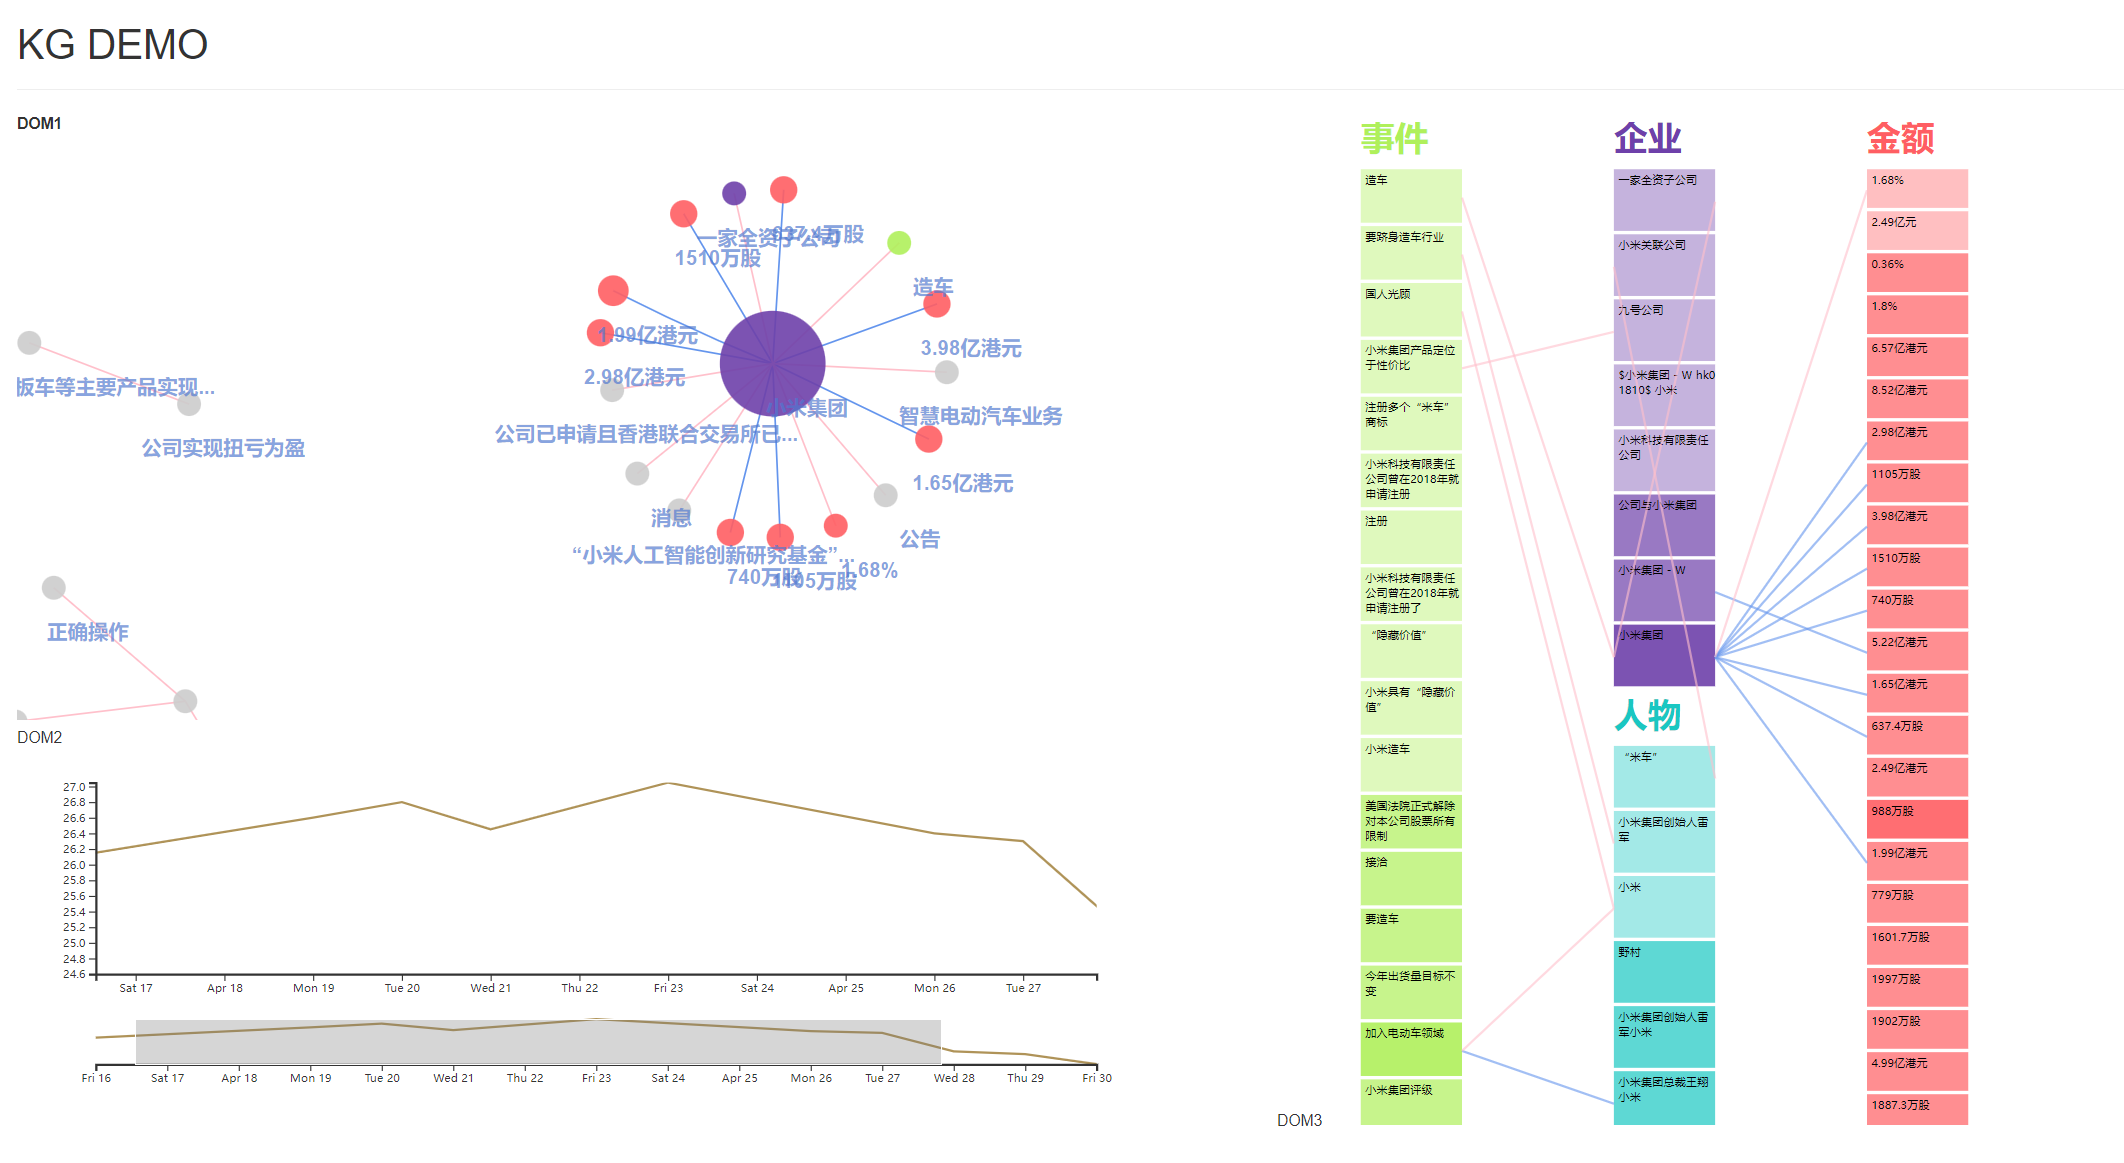 KG DEMO
DOM1
一家全资子公司
637.4万股
1510万股
造车
1.99亿港元
3.98亿港元
2.98亿港元
板车等主要产品实现...
小米集团
智慧电动汽车业务
公司已申请且香港联合交易所已...
公司实现扭亏为盈
1.65亿港元
消息
公告
“小米人工智能创新研究基金”...
1.68%
740万股
1105万股
正确操作
DOM2
27.0
26.8
26.6
26.4
26.2
26.0
25.8
25.6
25.4
25.2
25.0
24.8
24.6
Sat 17 Apr 18 Mon 19 Tue 20 Wed 21 Thu 22 Fri 23 Sat 24 Apr 25 Mon 26 Tue 27
Fri 16 Sat 17 Apr 18 Mon 19 Tue 20 Wed 21 Thu 22 Fri 23 Sat 24 Apr 25 Mon 26 Tue 27 Wed 28 Thu 29 Fri 30
DOM3
事件
造车
要跻身造车行业
国人光顾
小米集团产品定位
于性价比
注册多个“米车”
商标
小米科技有限责任
公司曾在2018年就
申请注册
注册
小米科技有限责任
公司曾在2018年就
申请注册了
“隐藏价值”
小米具有“隐藏价
值”
小米造车
美国法院正式解除
对本公司股票所有
限制
接洽
要造车
今年出货量目标不
变
加入电动车领域
小米集团评级
企业
一家全资子公司
小米关联公司
九号公司
$小米集团 - W hk0
1810$ 小米
小米科技有限责任
公司
公司与小米集团
小米集团 - W
小米集团
人物
“米车”
小米集团创始人雷
军
小米
野村
小米集团创始人雷
军小米
小米集团总裁王翔
小米
金额
1.68%
2.49亿元
0.36%
1.8%
6.57亿港元
8.52亿港元
2.98亿港元
1105万股
3.98亿港元
1510万股
740万股
5.22亿港元
1.65亿港元
637.4万股
2.49亿港元
988万股
1.99亿港元
779万股
1601.7万股
1997万股
1902万股
4.99亿港元
1887.3万股